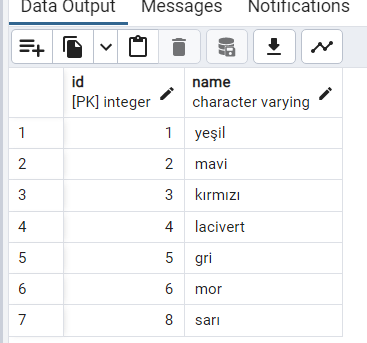 Data Output Messages Notifications
id name
[PK] integer character varying
1 1 yeşil
2 2 mavi
3 3 kırmızı
4 4 lacivert
5 5 gri
6 6 mor
7 8 sarı